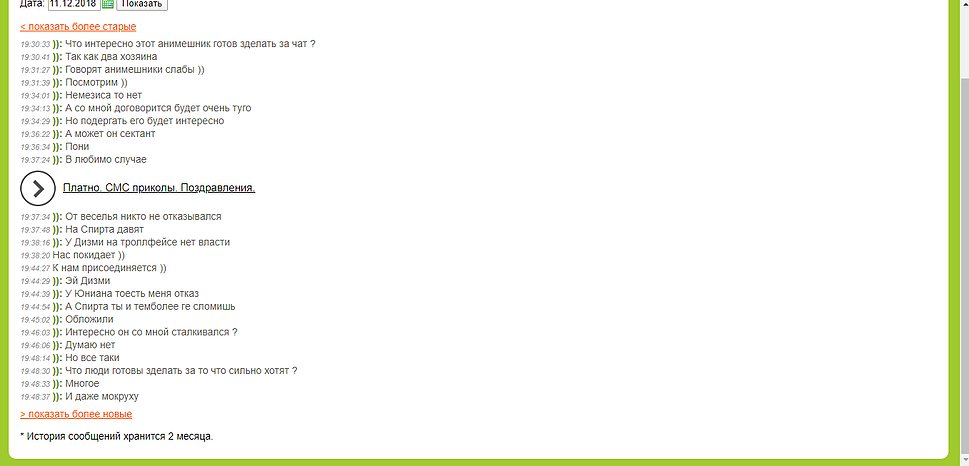 Дата: 11.12.2018 Показать
< показать более старые
19:30:33 )): Что интересно этот анимешник готов зделать за чат ?
19:30:41 )): Так как два хозяина
19:31:27 )): Говорят анимешники слабы ))
19:31:39 )): Посмотрим ))
19:34:01 )): Немезиса то нет
19:34:13 )): А со мной договорится будет очень туго
19:34:29 )): Но подергать его будет интересно
19:36:22 )): А может он сектант
19:36:34 )): Пони
19:37:24 )): В любимо случае
Платно. СМС приколы. Поздравления.
19:37:34 )): От веселья никто не отказывался
19:37:48 )): На Спирта давят
19:38:16 )): У Дизми на троллфейсе нет власти
19:38:20 Нас покидает ))
19:44:27 К нам присоединяется ))
19:44:29 )): Эй Дизми
19:44:39 )): У Юниана тоесть меня отказ
19:44:54 )): А Спирта ты и темболее ге сломишь
19:45:02 )): Обложили
19:46:03 )): Интересно он со мной сталкивался ?
19:46:06 )): Думаю нет
19:48:14 )): Но все таки
19:48:30 )): Что люди готовы зделать за то что сильно хотят ?
19:48:33 )): Многое
19:48:37 )): И даже мокруху
> показать более новые
* История сообщений хранится 2 месяца.